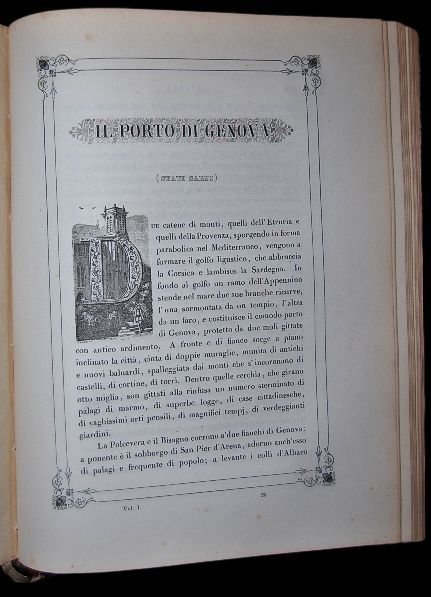 IL PORTO DI GENOVA
(STATI SARDI)
DUE catene di monti, quelli dell'Etruria e
quelli della Provenza, sporgendo in forma
parabolica nel Mediterraneo, vengono a
formare il golfo ligustico, che abbraccia
la Corsica e lambisce la Sardegna. In
fondo al golfo un ramo dell'Appennino
stende nel mare due sue branche ricurve,
l'una sormontata da un tempio, l'altra
da un faro, e costituisce il comodo porto
di Genova, protetto da due moli gittate
con antico ardimento. A fronte e di fianco sorge a piano
inclinato la città, cinta di doppie muraglie, munita di antichi
e nuovi baluardi, spalleggiata dai monti che s'incoronano di
castelli, di cortine, di torri. Dentro quelle cerchia, che girano
otto miglia, son gittati alla rinfusa un numero sterminato di
palagi di marmo, di superbe logge, di case cittadinesche,
di vaghissimi orti pensili, di magnifici tempj, di verdeggianti
giardini.
La Polcevera e il Bisagno corrono a'due fianchi di Genova:
a ponente è il sobborgo di San Pier d'Arena, adorno anch'esso
di palagi e frequente di popolo; a levante i colli d'Albaro
Vol. I
26